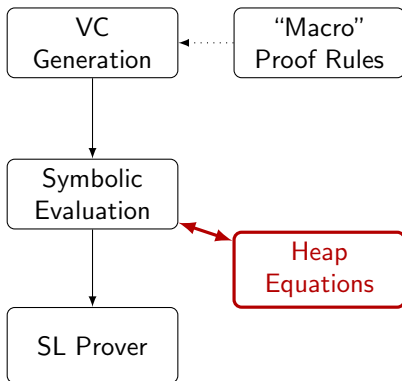 VC
Generation
“Macro”
Proof Rules
Symbolic
Evaluation
Heap
Equations
SL Prover